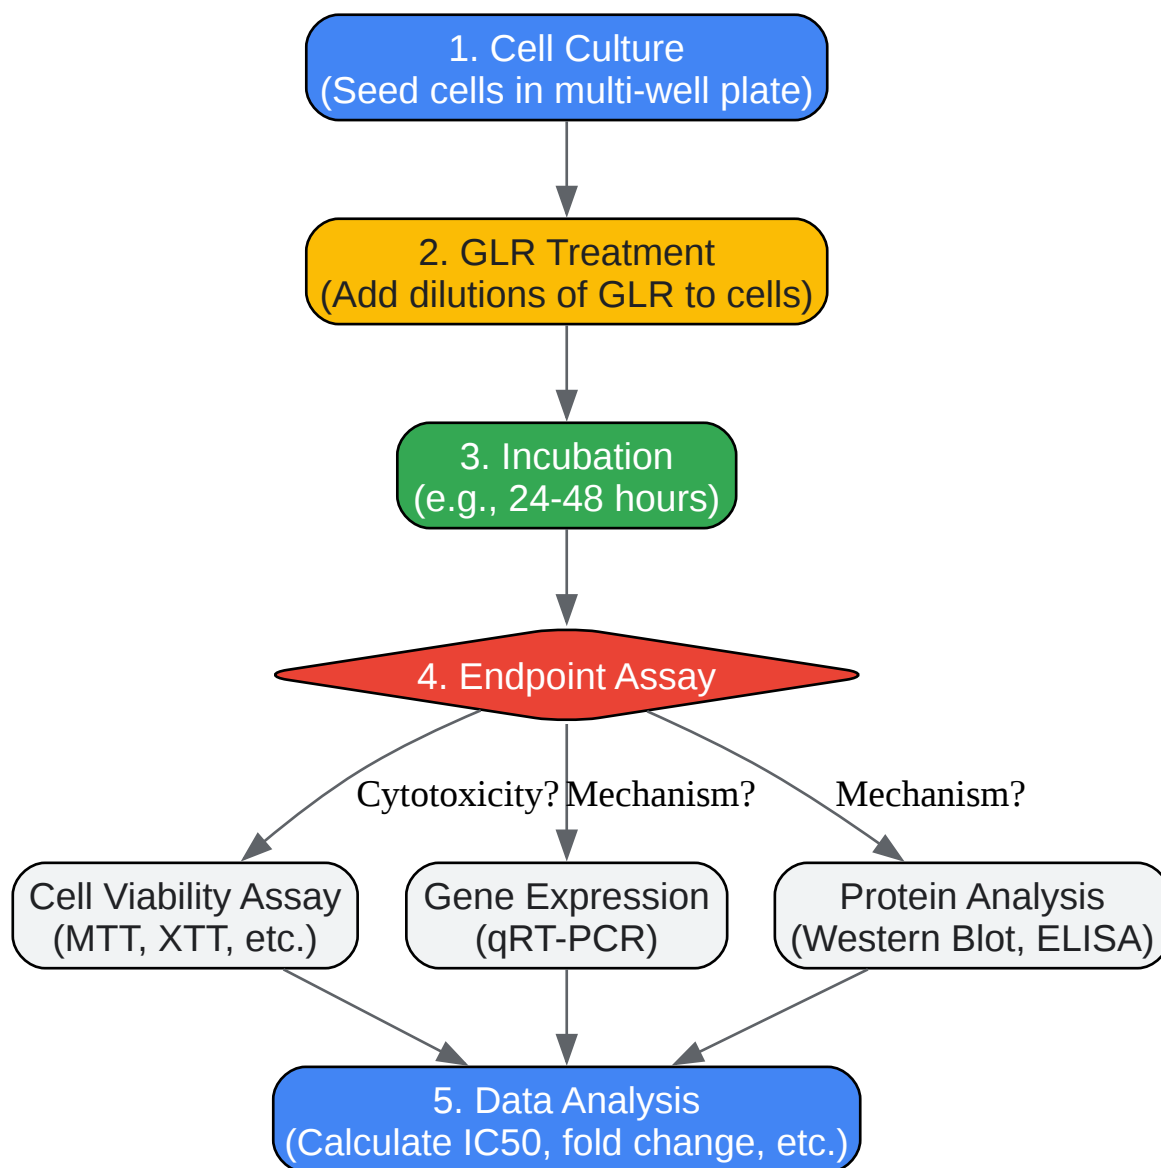 1. Cell Culture
(Seed cells in multi-well plate)
2. GLR Treatment
(Add dilutions of GLR to cells)
3. Incubation
(e.g., 24-48 hours)
4. Endpoint Assay
Cytotoxicity?
Mechanism?
Mechanism?
Cell Viability Assay
(MTT, XTT, etc.)
Gene Expression
(qRT-PCR)
Protein Analysis
(Western Blot, ELISA)
5. Data Analysis
(Calculate IC50, fold change, etc.)